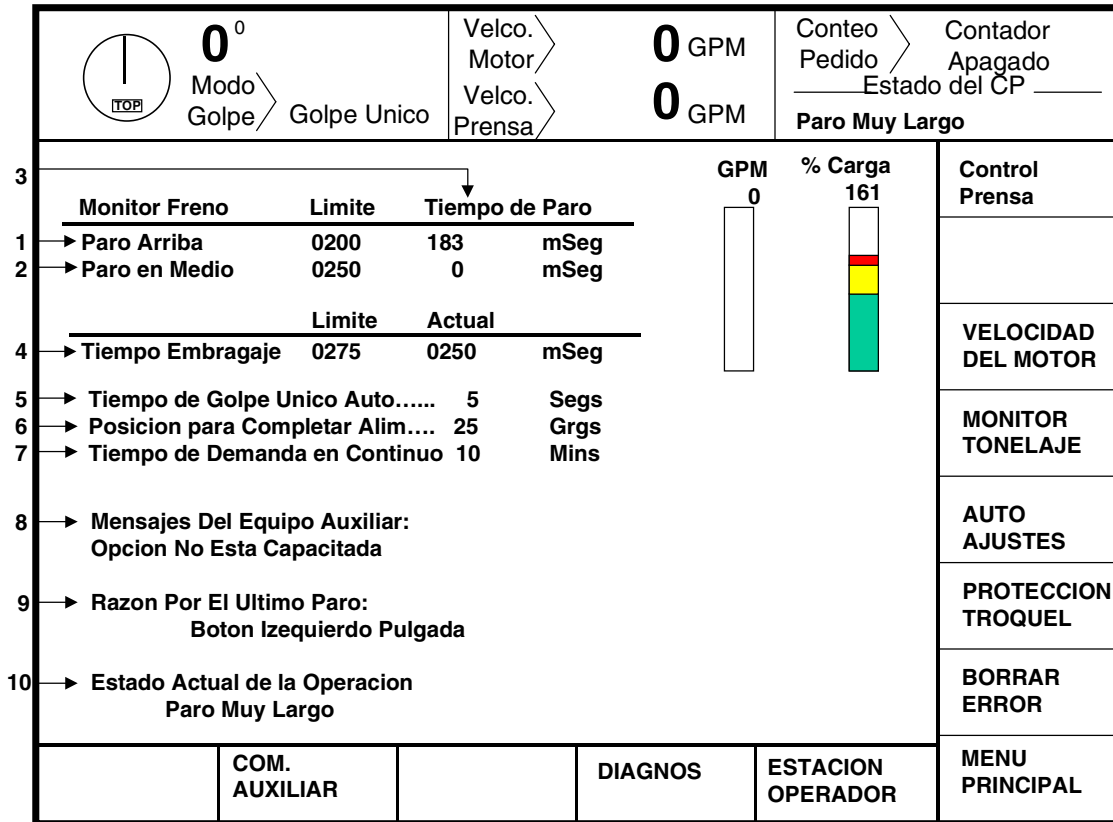 TOP
0°
Modo
Golpe
Golpe Unico
Velco.
Motor
0 GPM
Velco.
Prensa
0 GPM
Conteo
Pedido
Contador
Apagado
Estado del CP
Paro Muy Largo
3
GPM
0
% Carga
161
Monitor Freno Limite Tiempo de Paro
1 Paro Arriba 0200 183 mSeg
2 Paro en Medio 0250 0 mSeg
Limite Actual
4 Tiempo Embragaje 0275 0250 mSeg
5 Tiempo de Golpe Unico Auto…... 5 Segs
6 Posicion para Completar Alim…. 25 Grgs
7 Tiempo de Demanda en Continuo 10 Mins
8 Mensajes Del Equipo Auxiliar:
Opcion No Esta Capacitada
9 Razon Por El Ultimo Paro:
Boton Izequierdo Pulgada
10 Estado Actual de la Operacion
Paro Muy Largo
Control
Prensa
VELOCIDAD
DEL MOTOR
MONITOR
TONELAJE
AUTO
AJUSTES
PROTECCION
TROQUEL
BORRAR
ERROR
MENU
PRINCIPAL
COM.
AUXILIAR
DIAGNOS
ESTACION
OPERADOR